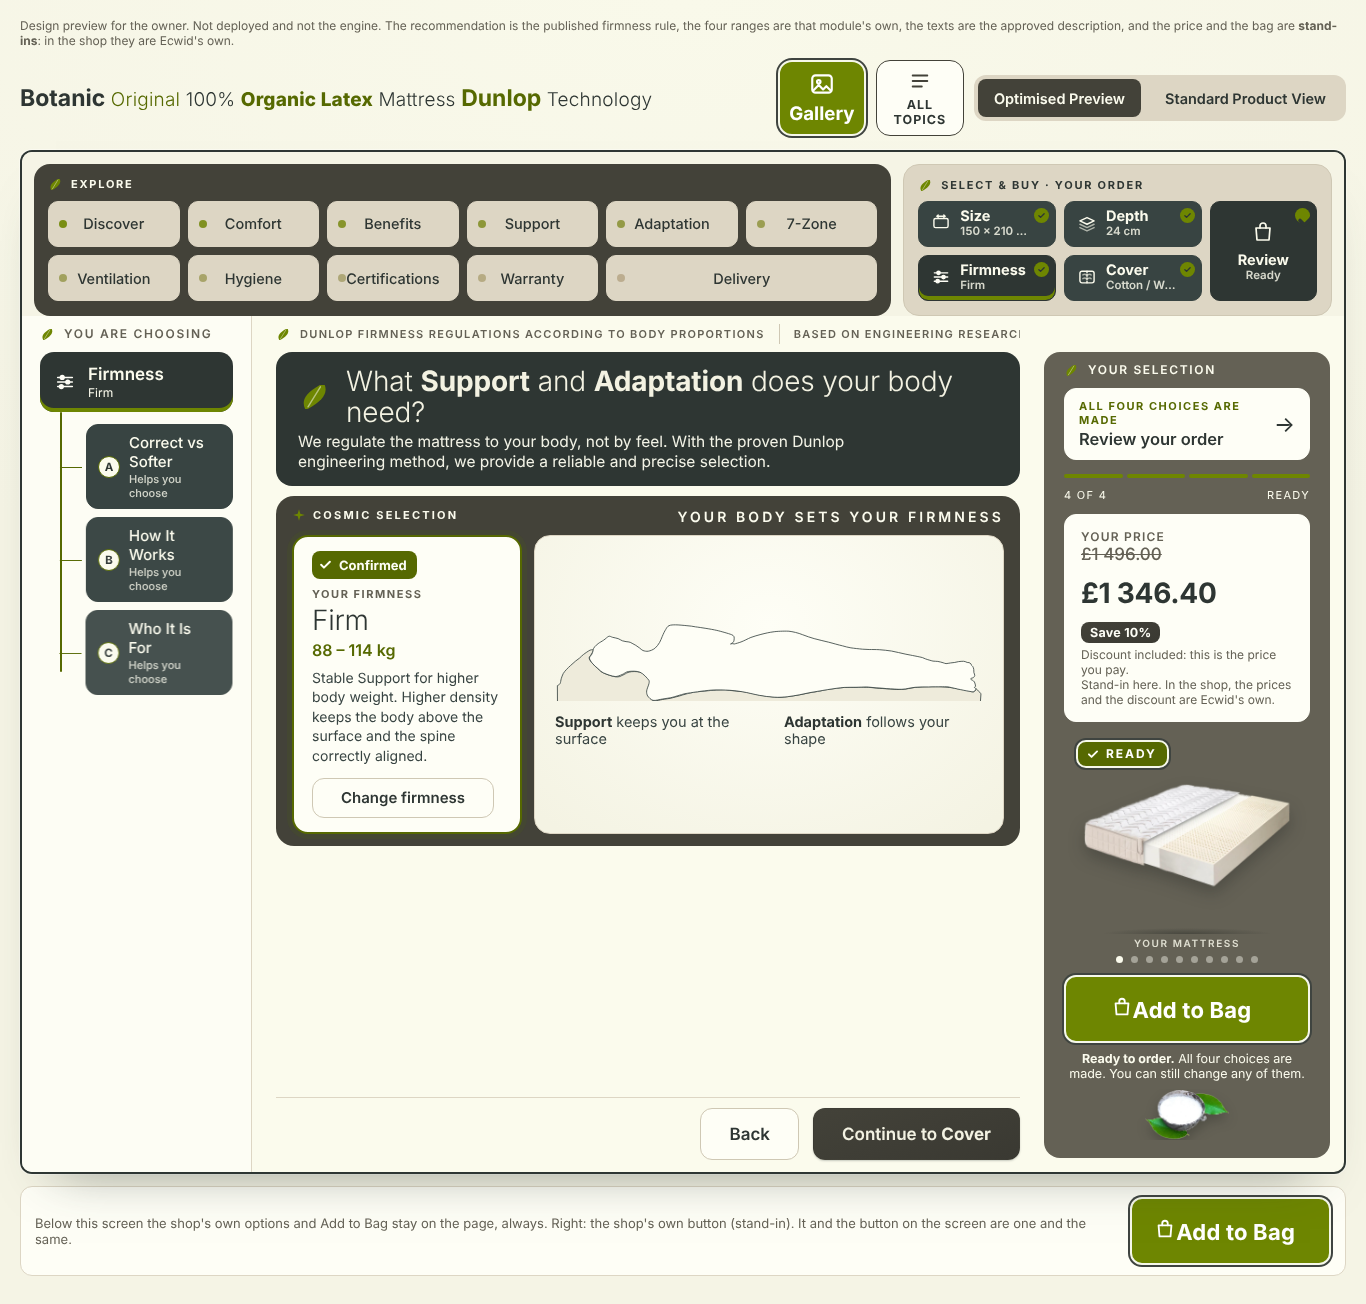 Design preview for the owner. Not deployed and not the engine. The recommendation is the published firmness rule, the four ranges are that module's own, the texts are the approved description, and the price and the bag are stand-
ins: in the shop they are Ecwid's own.
Botanic Original 100% Organic Latex Mattress Dunlop Technology
Gallery
ALL
TOPICS
Optimised Preview
Standard Product View
EXPLORE
Discover
Comfort
Benefits
Support
Adaptation
7-Zone
Ventilation
Hygiene
Certifications
Warranty
Delivery
SELECT & BUY · YOUR ORDER
Size
150 × 210 ...
Depth
24 cm
Firmness
Firm
Cover
Cotton / W...
Review
Ready
YOU ARE CHOOSING
Firmness
Firm
A
Correct vs
Softer
Helps you
choose
B
How It
Works
Helps you
choose
C
Who It Is
For
Helps you
choose
DUNLOP FIRMNESS REGULATIONS ACCORDING TO BODY PROPORTIONS
BASED ON ENGINEERING RESEARC
What Support and Adaptation does your body
need?
We regulate the mattress to your body, not by feel. With the proven Dunlop
engineering method, we provide a reliable and precise selection.
COSMIC SELECTION
YOUR BODY SETS YOUR FIRMNESS
Confirmed
YOUR FIRMNESS
Firm
88 – 114 kg
Stable Support for higher
body weight. Higher density
keeps the body above the
surface and the spine
correctly aligned.
Change firmness
Support keeps you at the
surface
Adaptation follows your
shape
Back
Continue to Cover
YOUR SELECTION
ALL FOUR CHOICES ARE
MADE
Review your order
4 OF 4
READY
YOUR PRICE
£1 496.00
£1 346.40
Save 10%
Discount included: this is the price
you pay.
Stand-in here. In the shop, the prices
and the discount are Ecwid's own.
READY
YOUR MATTRESS
Add to Bag
Ready to order. All four choices are
made. You can still change any of them.
Below this screen the shop's own options and Add to Bag stay on the page, always. Right: the shop's own button (stand-in). It and the button on the screen are one and the
same.
Add to Bag